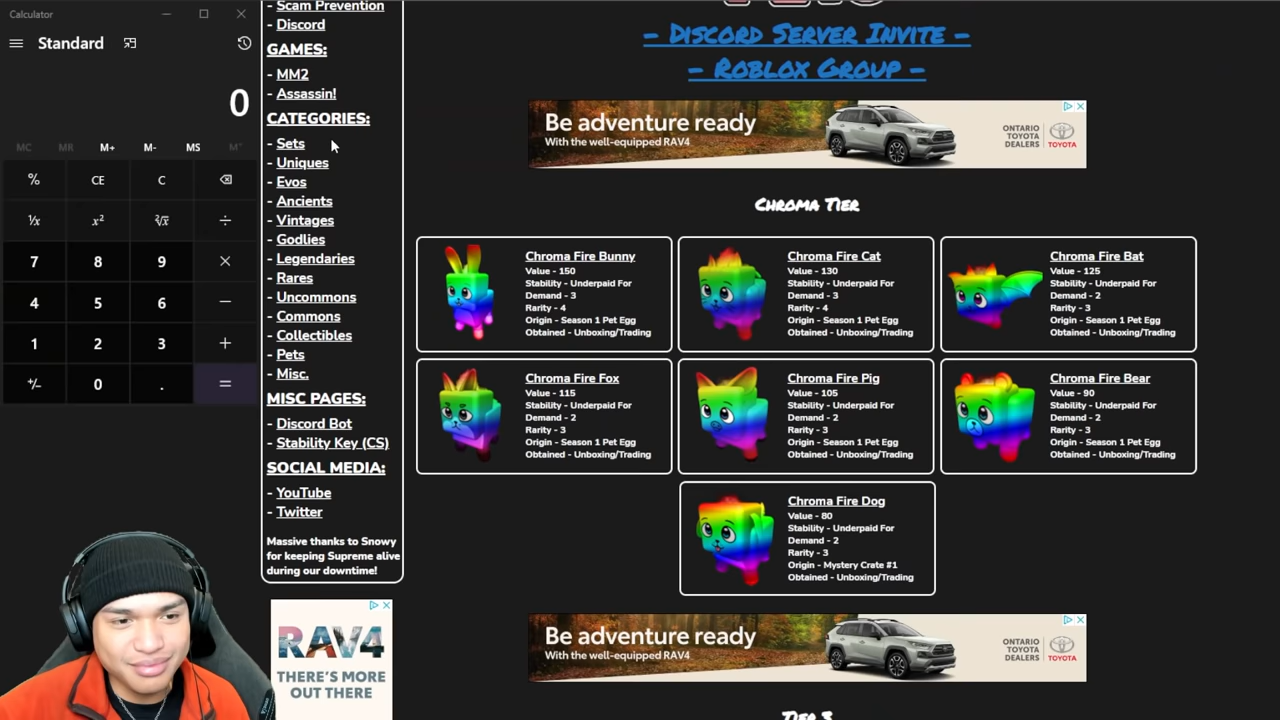 Calculator
Standard
0
MC MR M+ M- MS M˅
% CE C
¹/x x² ²√x ÷
7 8 9 ×
4 5 6 −
1 2 3 +
+/- 0 . =
- Scam Prevention
- Discord
GAMES:
- MM2
- Assassin!
CATEGORIES:
- Sets
- Uniques
- Evos
- Ancients
- Vintages
- Godlies
- Legendaries
- Rares
- Uncommons
- Commons
- Collectibles
- Pets
- Misc.
MISC PAGES:
- Discord Bot
- Stability Key (CS)
SOCIAL MEDIA:
- YouTube
- Twitter
Massive thanks to Snowy
for keeping Supreme alive
during our downtime!
RAV4
THERE'S MORE
OUT THERE
- Discord Server Invite -
- Roblox Group -
Be adventure ready
With the well-equipped RAV4
ONTARIO
TOYOTA
DEALERS
TOYOTA
Chroma Tier
Chroma Fire Bunny
Value - 150
Stability - Underpaid For
Demand - 3
Rarity - 4
Origin - Season 1 Pet Egg
Obtained - Unboxing/Trading
Chroma Fire Cat
Value - 130
Stability - Underpaid For
Demand - 3
Rarity - 4
Origin - Season 1 Pet Egg
Obtained - Unboxing/Trading
Chroma Fire Bat
Value - 125
Stability - Underpaid For
Demand - 2
Rarity - 3
Origin - Season 1 Pet Egg
Obtained - Unboxing/Trading
Chroma Fire Fox
Value - 115
Stability - Underpaid For
Demand - 2
Rarity - 3
Origin - Season 1 Pet Egg
Obtained - Unboxing/Trading
Chroma Fire Pig
Value - 105
Stability - Underpaid For
Demand - 2
Rarity - 3
Origin - Season 1 Pet Egg
Obtained - Unboxing/Trading
Chroma Fire Bear
Value - 90
Stability - Underpaid For
Demand - 2
Rarity - 3
Origin - Season 1 Pet Egg
Obtained - Unboxing/Trading
Chroma Fire Dog
Value - 80
Stability - Underpaid For
Demand - 2
Rarity - 3
Origin - Mystery Crate #1
Obtained - Unboxing/Trading
Be adventure ready
With the well-equipped RAV4
ONTARIO
TOYOTA
DEALERS
TOYOTA